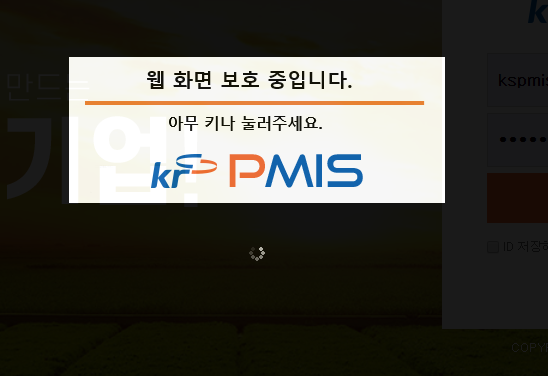 만드는
기업!
웹 화면 보호 중입니다.
아무 키나 눌러주세요.
kr PMIS
kspmis
ID 저장
COPY